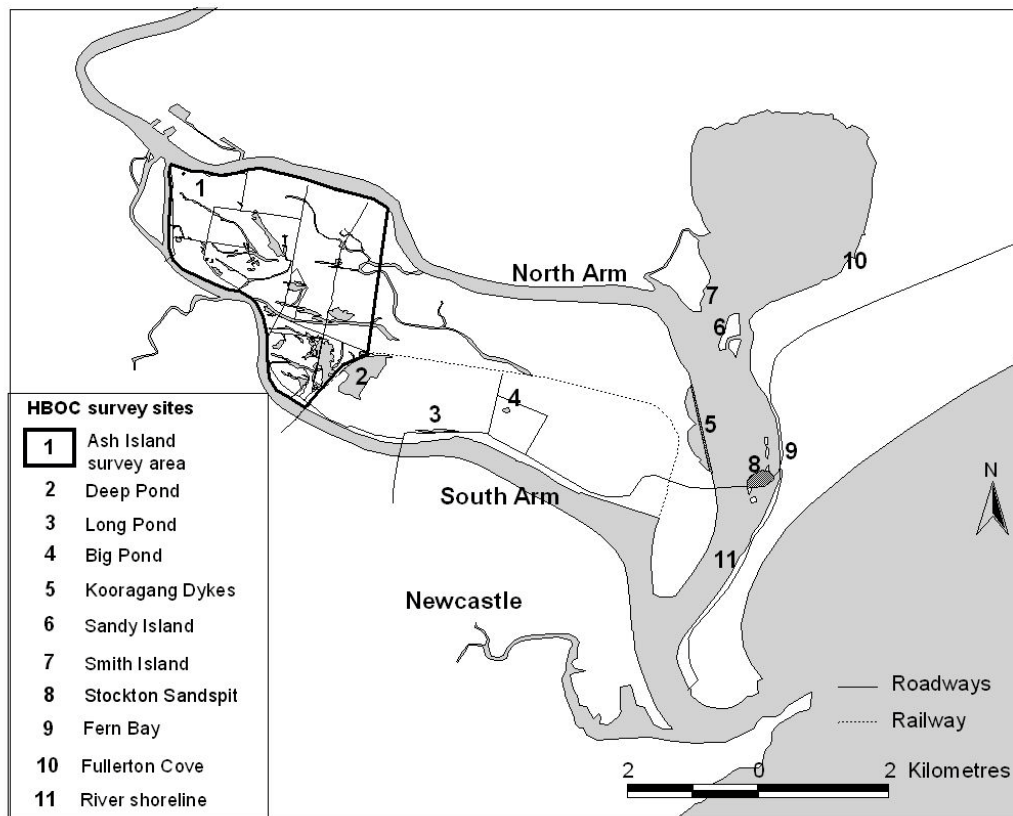 1
10
North Arm
7
6
2
4
3
5
9
8
South Arm
N
11
Newcastle
HBOC survey sites
1 Ash Island
survey area
2 Deep Pond
3 Long Pond
4 Big Pond
5 Kooragang Dykes
6 Sandy Island
7 Smith Island
8 Stockton Sandspit
9 Fern Bay
10 Fullerton Cove
11 River shoreline
Roadways
Railway
2 0 2 Kilometres